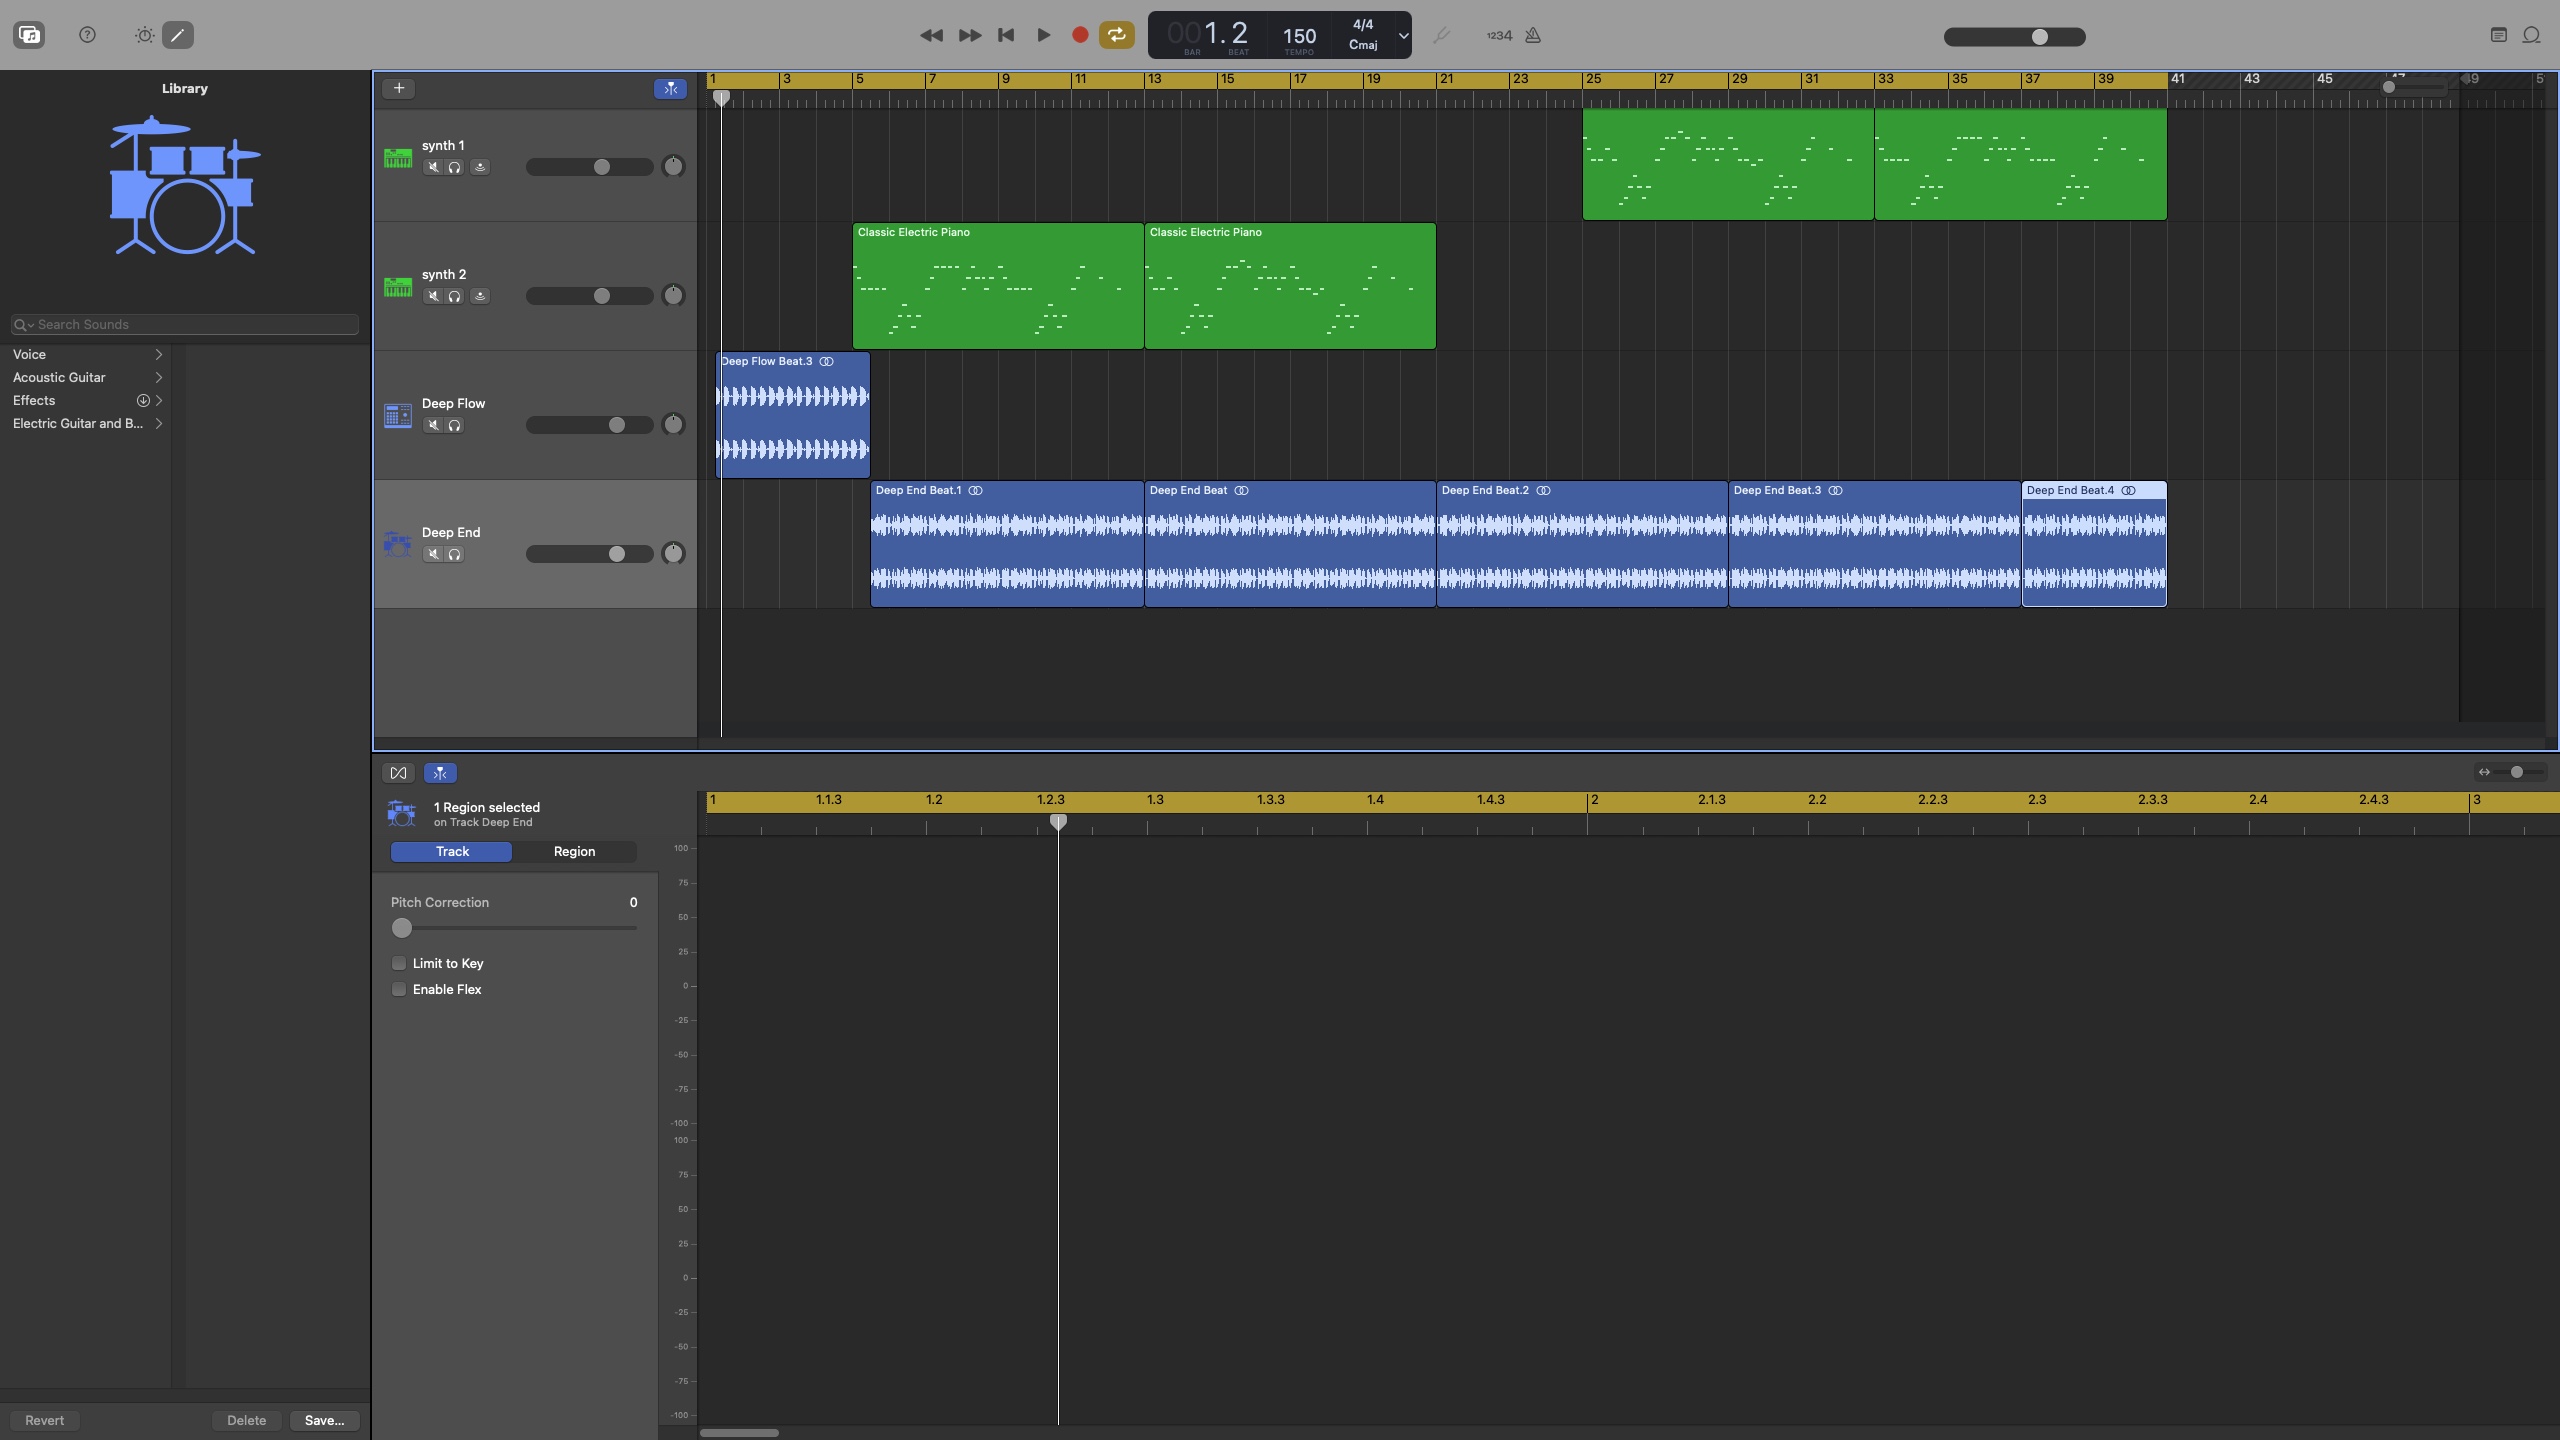 001.2
150
4/4
Cmaj
BAR BEAT
TEMPO
1234
Library
Search Sounds
Voice
Acoustic Guitar
Effects
Electric Guitar and B...
Revert Delete Save...
1 3 5 7 9 11 13 15 17 19 21 23 25 27 29 31 33 35 37 39 41 43 45
synth 1
synth 2
Classic Electric Piano Classic Electric Piano
Deep Flow
Deep Flow Beat.3
Deep End
Deep End Beat.1 Deep End Beat Deep End Beat.2 Deep End Beat.3 Deep End Beat.4
1 Region selected
on Track Deep End
Track Region
Pitch Correction 0
Limit to Key
Enable Flex
1 1.1.3 1.2 1.2.3 1.3 1.3.3 1.4 1.4.3 2 2.1.3 2.2 2.2.3 2.3 2.3.3 2.4 2.4.3 3
100
75
50
25
0
-25
-50
-75
-100
100
75
50
25
0
-25
-50
-75
-100